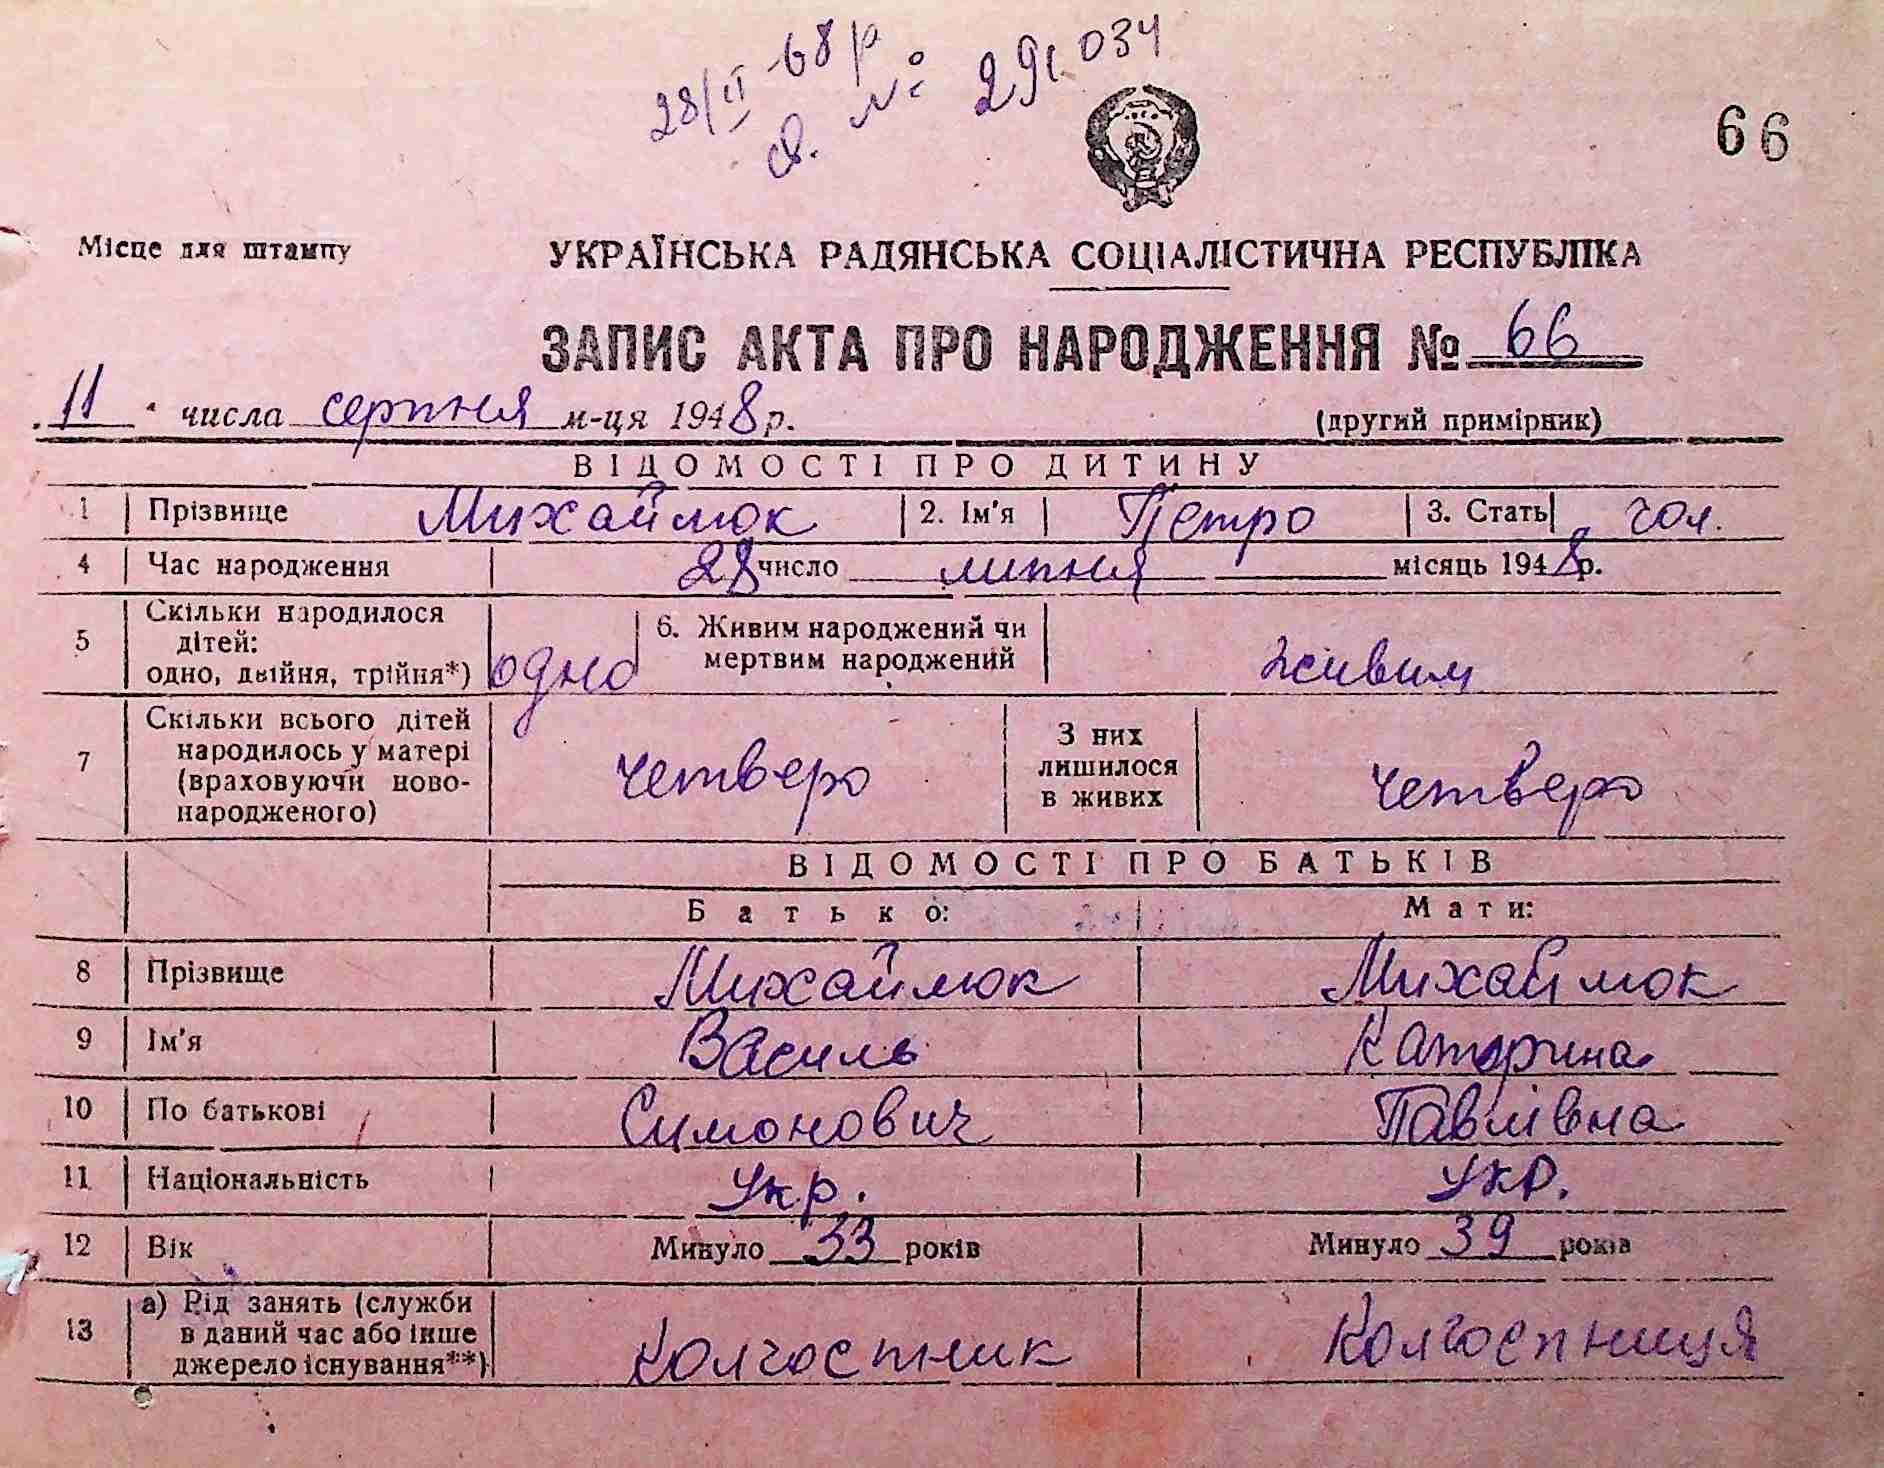 28/II -68 р
№ 291034
66
Місце для штампу
УКРАЇНСЬКА РАДЯНСЬКА СОЦІАЛІСТИЧНА РЕСПУБЛІКА
ЗАПИС АКТА ПРО НАРОДЖЕННЯ № 66
11 числа серпня м-ця 1948 р.
(другий примірник)
ВІДОМОСТІ ПРО ДИТИНУ
1 Прізвище Михаймюк 2. Ім'я Петро 3. Стать чол.
4 Час народження 28 число липня місяць 1948 р.
5 Скільки народилося дітей: одно, двійня, трійня*) одно 6. Живим народжений чи мертвим народжений живим
7 Скільки всього дітей народилось у матері (враховуючи новонародженого) четверо З них лишилося в живих четверо
ВІДОМОСТІ ПРО БАТЬКІВ
Батько: Мати:
8 Прізвище Михаймюк Михаймюк
9 Ім'я Василь Катерина
10 По батькові Симонович Павлівна
11 Національність Укр. Укр.
12 Вік Минуло 33 років Минуло 39 років
13 а) Рід занять (служби в даний час або інше джерело існування**) Колгоспник Колгоспниця